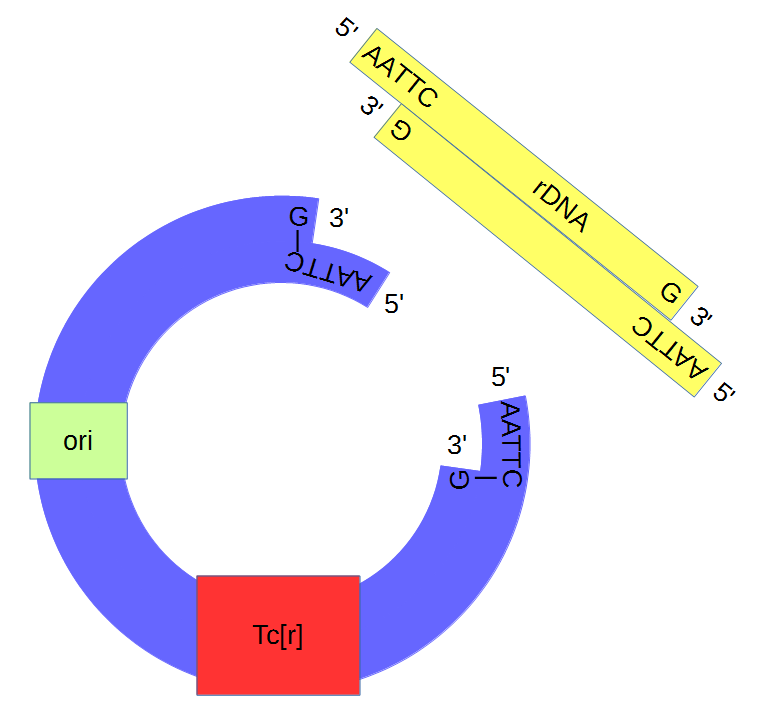 5'
AATTC
3'
G
rDNA
G
3'
AATTC
5'
G
3'
AATTC
5'
5'
AATTC
3'
G
ori
Tc[r]